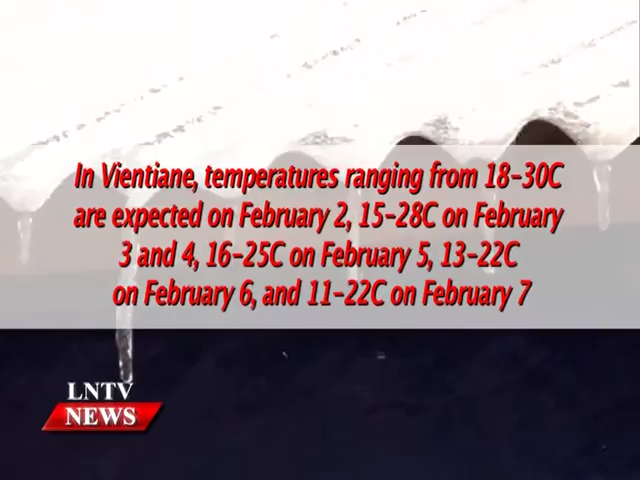 In Vientiane, temperatures ranging from 18-30C
are expected on February 2, 15-28C on February
3 and 4, 16-25C on February 5, 13-22C
on February 6, and 11-22C on February 7
LNTV
NEWS